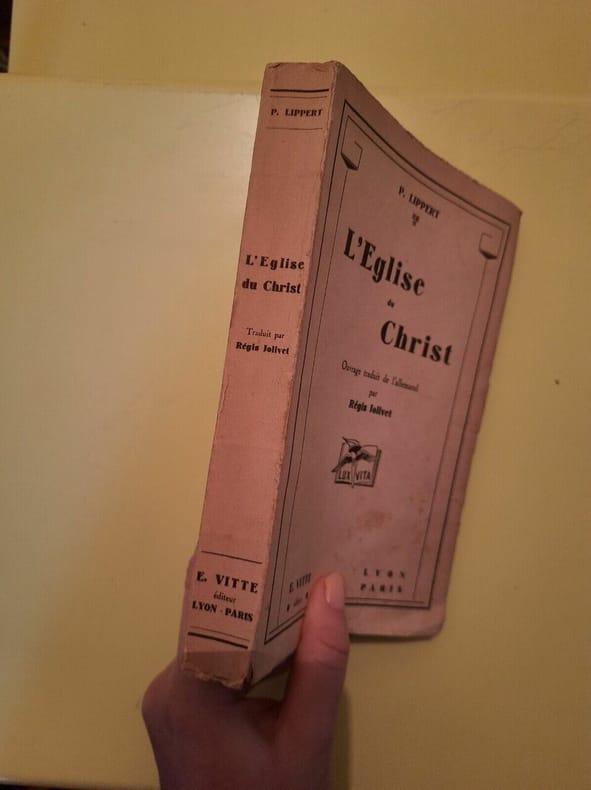 P. LIPPERT
L'Eglise
du Christ
Traduit par
Régis Jolivet
E. VITTE
éditeur
LYON - PARIS
P. LIPPERT
L'Eglise
du
Christ
Ouvrage traduit de l'allemand
par
Régis Jolivet
LUX VITA
E. VITTE
LYON
PARIS